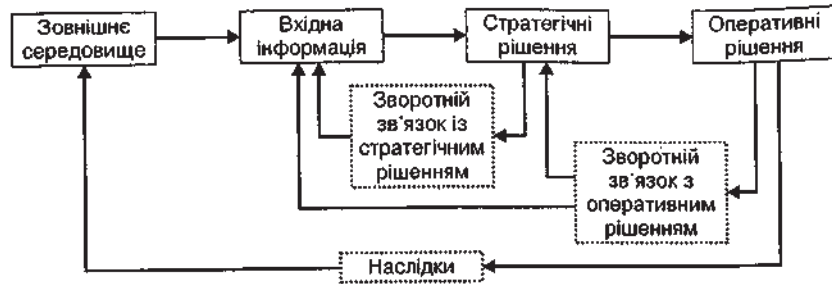 Зовнішнє
середовище
Вхідна
інформація
Стратегічні
рішення
Оперативні
рішення
Зворотній
зв'язок із
стратегічним
рішенням
Зворотній
зв'язок з
оперативним
рішенням
Наслідки